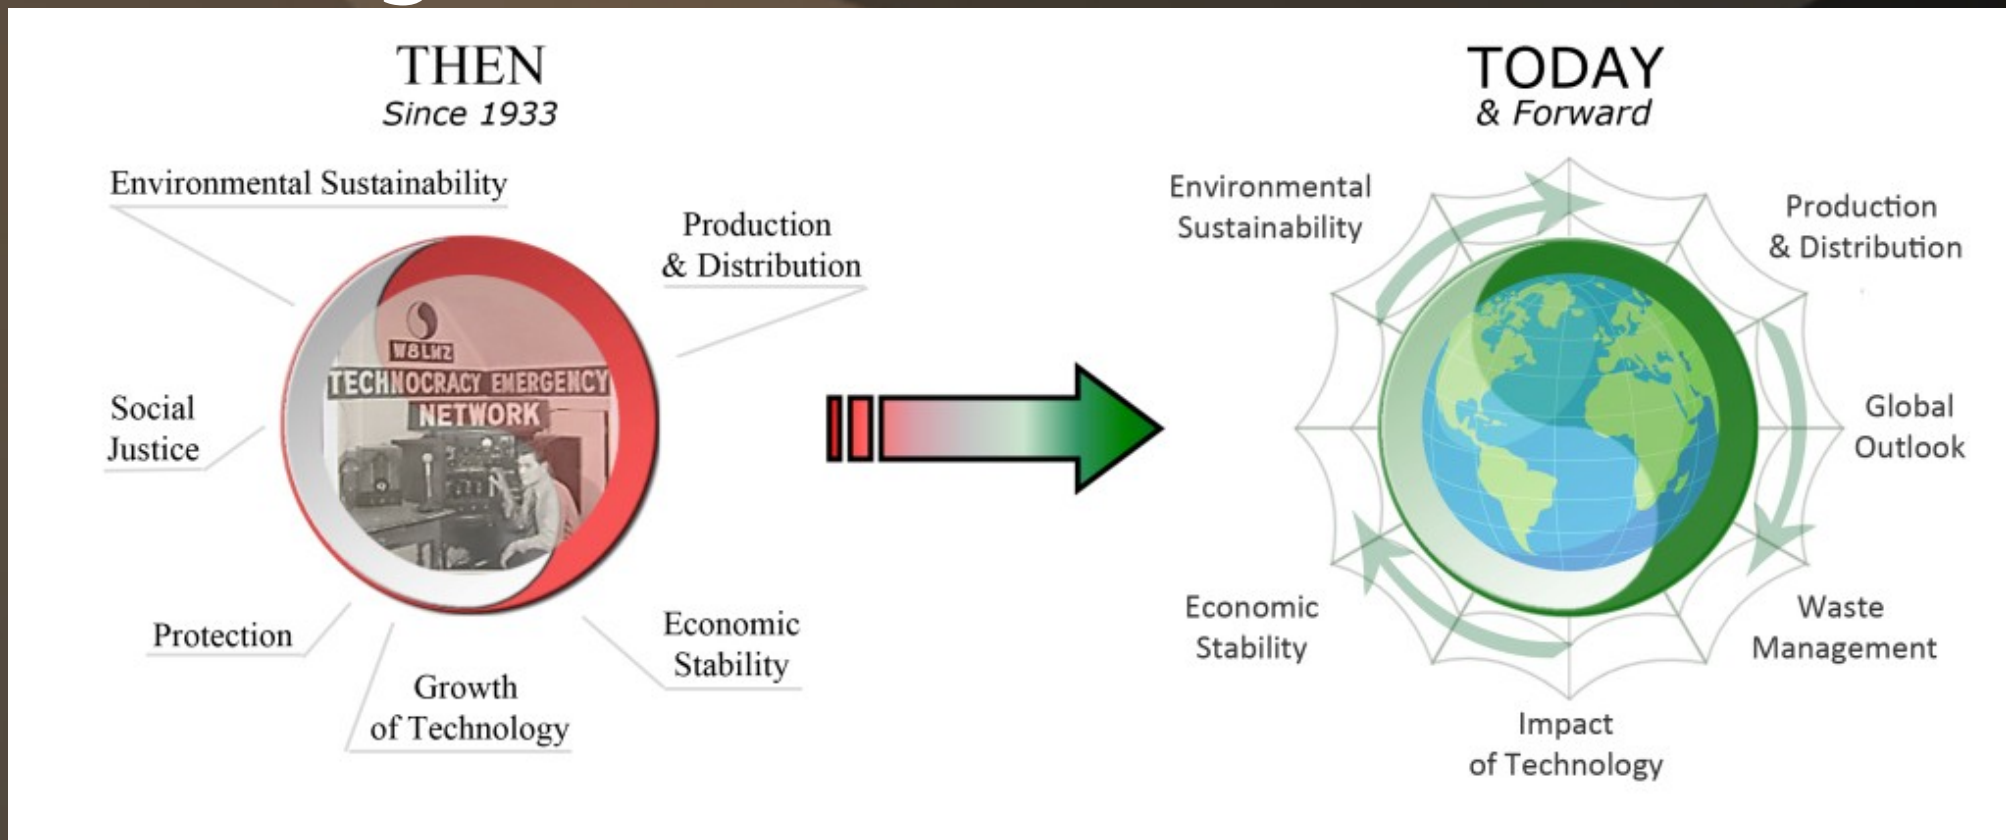 THEN
Since 1933
Environmental Sustainability
Production
& Distribution
Social
Justice
Protection
Growth
of Technology
Economic
Stability
W8LMZ
TECHNOCRACY EMERGENCY
NETWORK
TODAY
& Forward
Environmental
Sustainability
Production
& Distribution
Global
Outlook
Waste
Management
Impact
of Technology
Economic
Stability